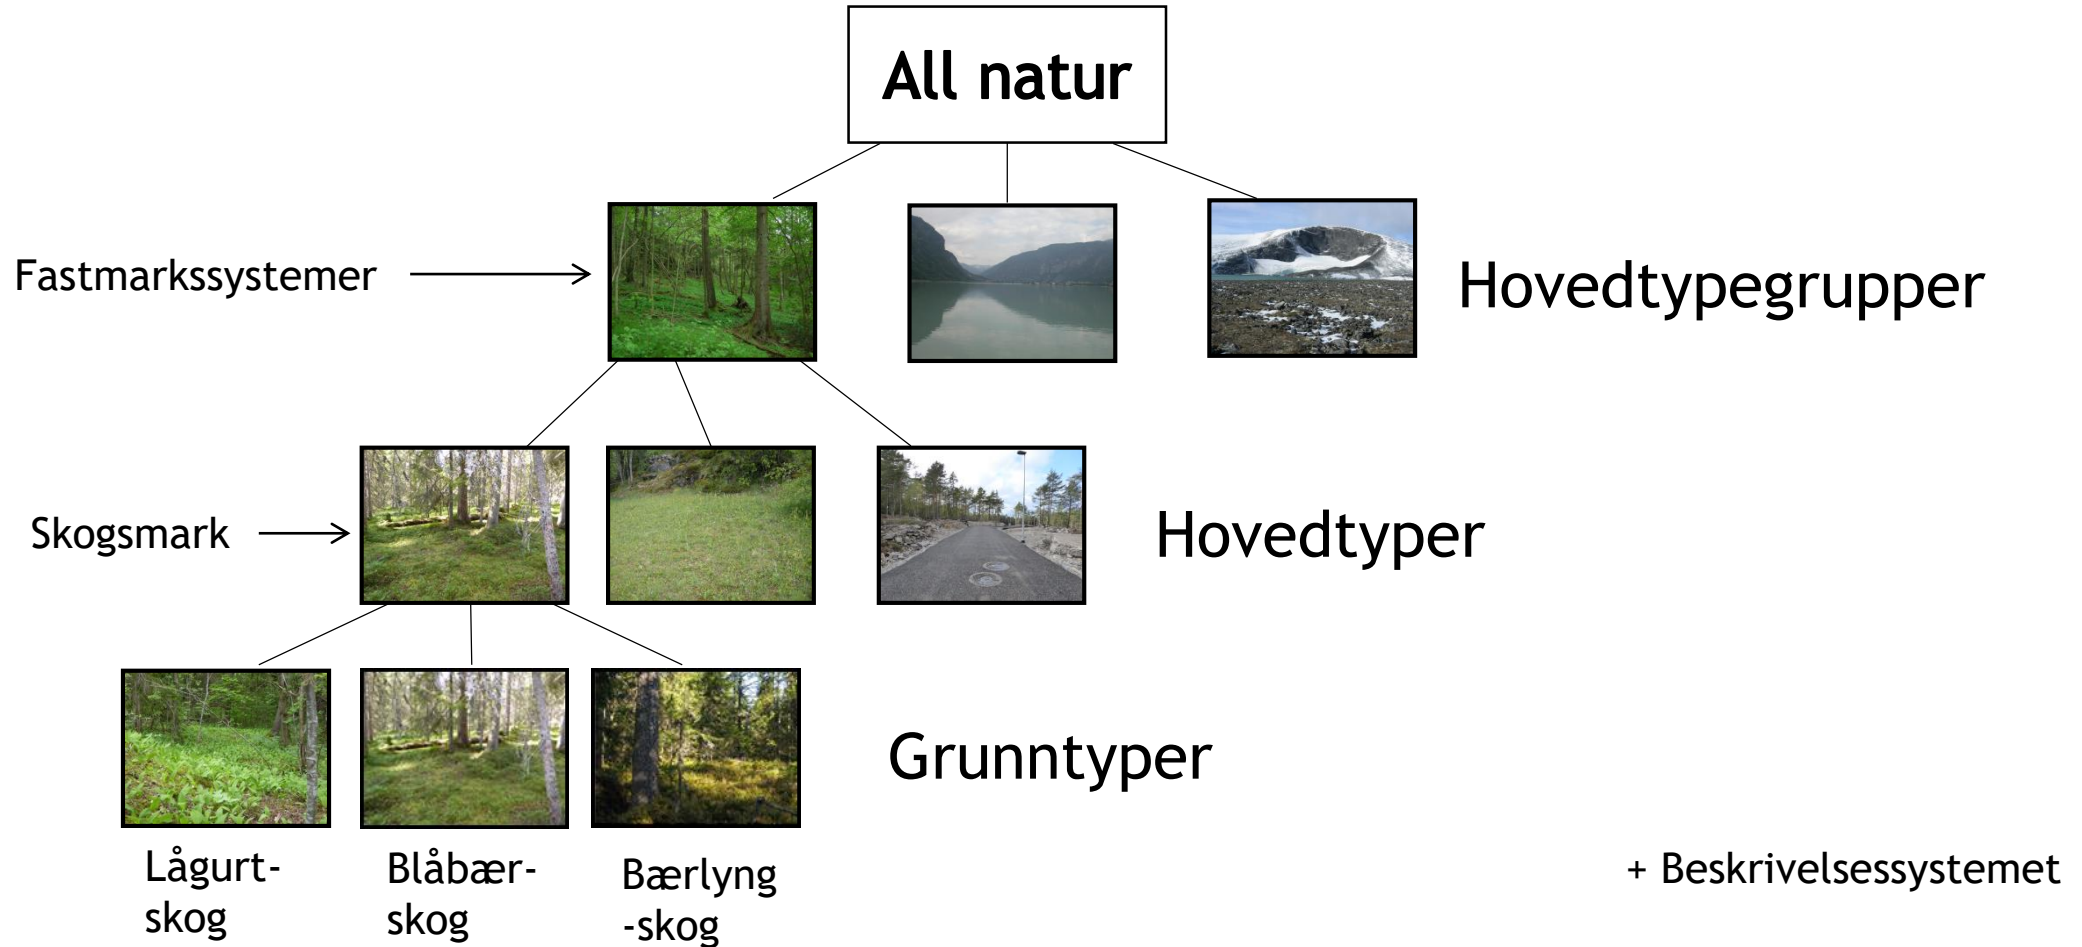 All natur
Fastmarkssystemer
Hovedtypegrupper
Skogsmark
Hovedtyper
Grunntyper
Lågurt-
skog
Blåbær-
skog
Bærlyng
-skog
+ Beskrivelsessystemet